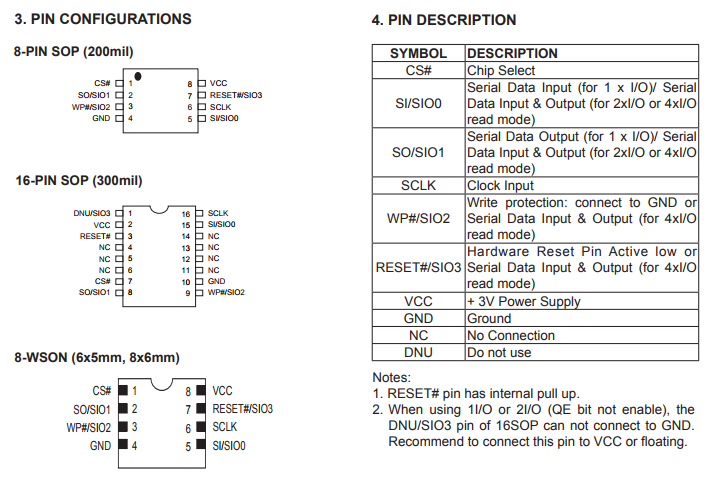 3. PIN CONFIGURATIONS
8-PIN SOP (200mil)
CS# 1 8 VCC
SO/SIO1 2 7 RESET#/SIO3
WP#/SIO2 3 6 SCLK
GND 4 5 SI/SIO0
16-PIN SOP (300mil)
DNU/SIO3 1 16 SCLK
VCC 2 15 SI/SIO0
RESET# 3 14 NC
NC 4 13 NC
NC 5 12 NC
NC 6 11 NC
CS# 7 10 GND
SO/SIO1 8 9 WP#/SIO2
8-WSON (6x5mm, 8x6mm)
CS# 1 8 VCC
SO/SIO1 2 7 RESET#/SIO3
WP#/SIO2 3 6 SCLK
GND 4 5 SI/SIO0
4. PIN DESCRIPTION
SYMBOL DESCRIPTION
CS# Chip Select
SI/SIO0 Serial Data Input (for 1 x I/O)/ Serial
Data Input & Output (for 2xI/O or 4xI/O
read mode)
SO/SIO1 Serial Data Output (for 1 x I/O)/ Serial
Data Input & Output (for 2xI/O or 4xI/O
read mode)
SCLK Clock Input
WP#/SIO2 Write protection: connect to GND or
Serial Data Input & Output (for 4xI/O
read mode)
RESET#/SIO3 Hardware Reset Pin Active low or
Serial Data Input & Output (for 4xI/O
read mode)
VCC + 3V Power Supply
GND Ground
NC No Connection
DNU Do not use
Notes:
1. RESET# pin has internal pull up.
2. When using 1I/O or 2I/O (QE bit not enable), the
DNU/SIO3 pin of 16SOP can not connect to GND.
Recommend to connect this pin to VCC or floating.